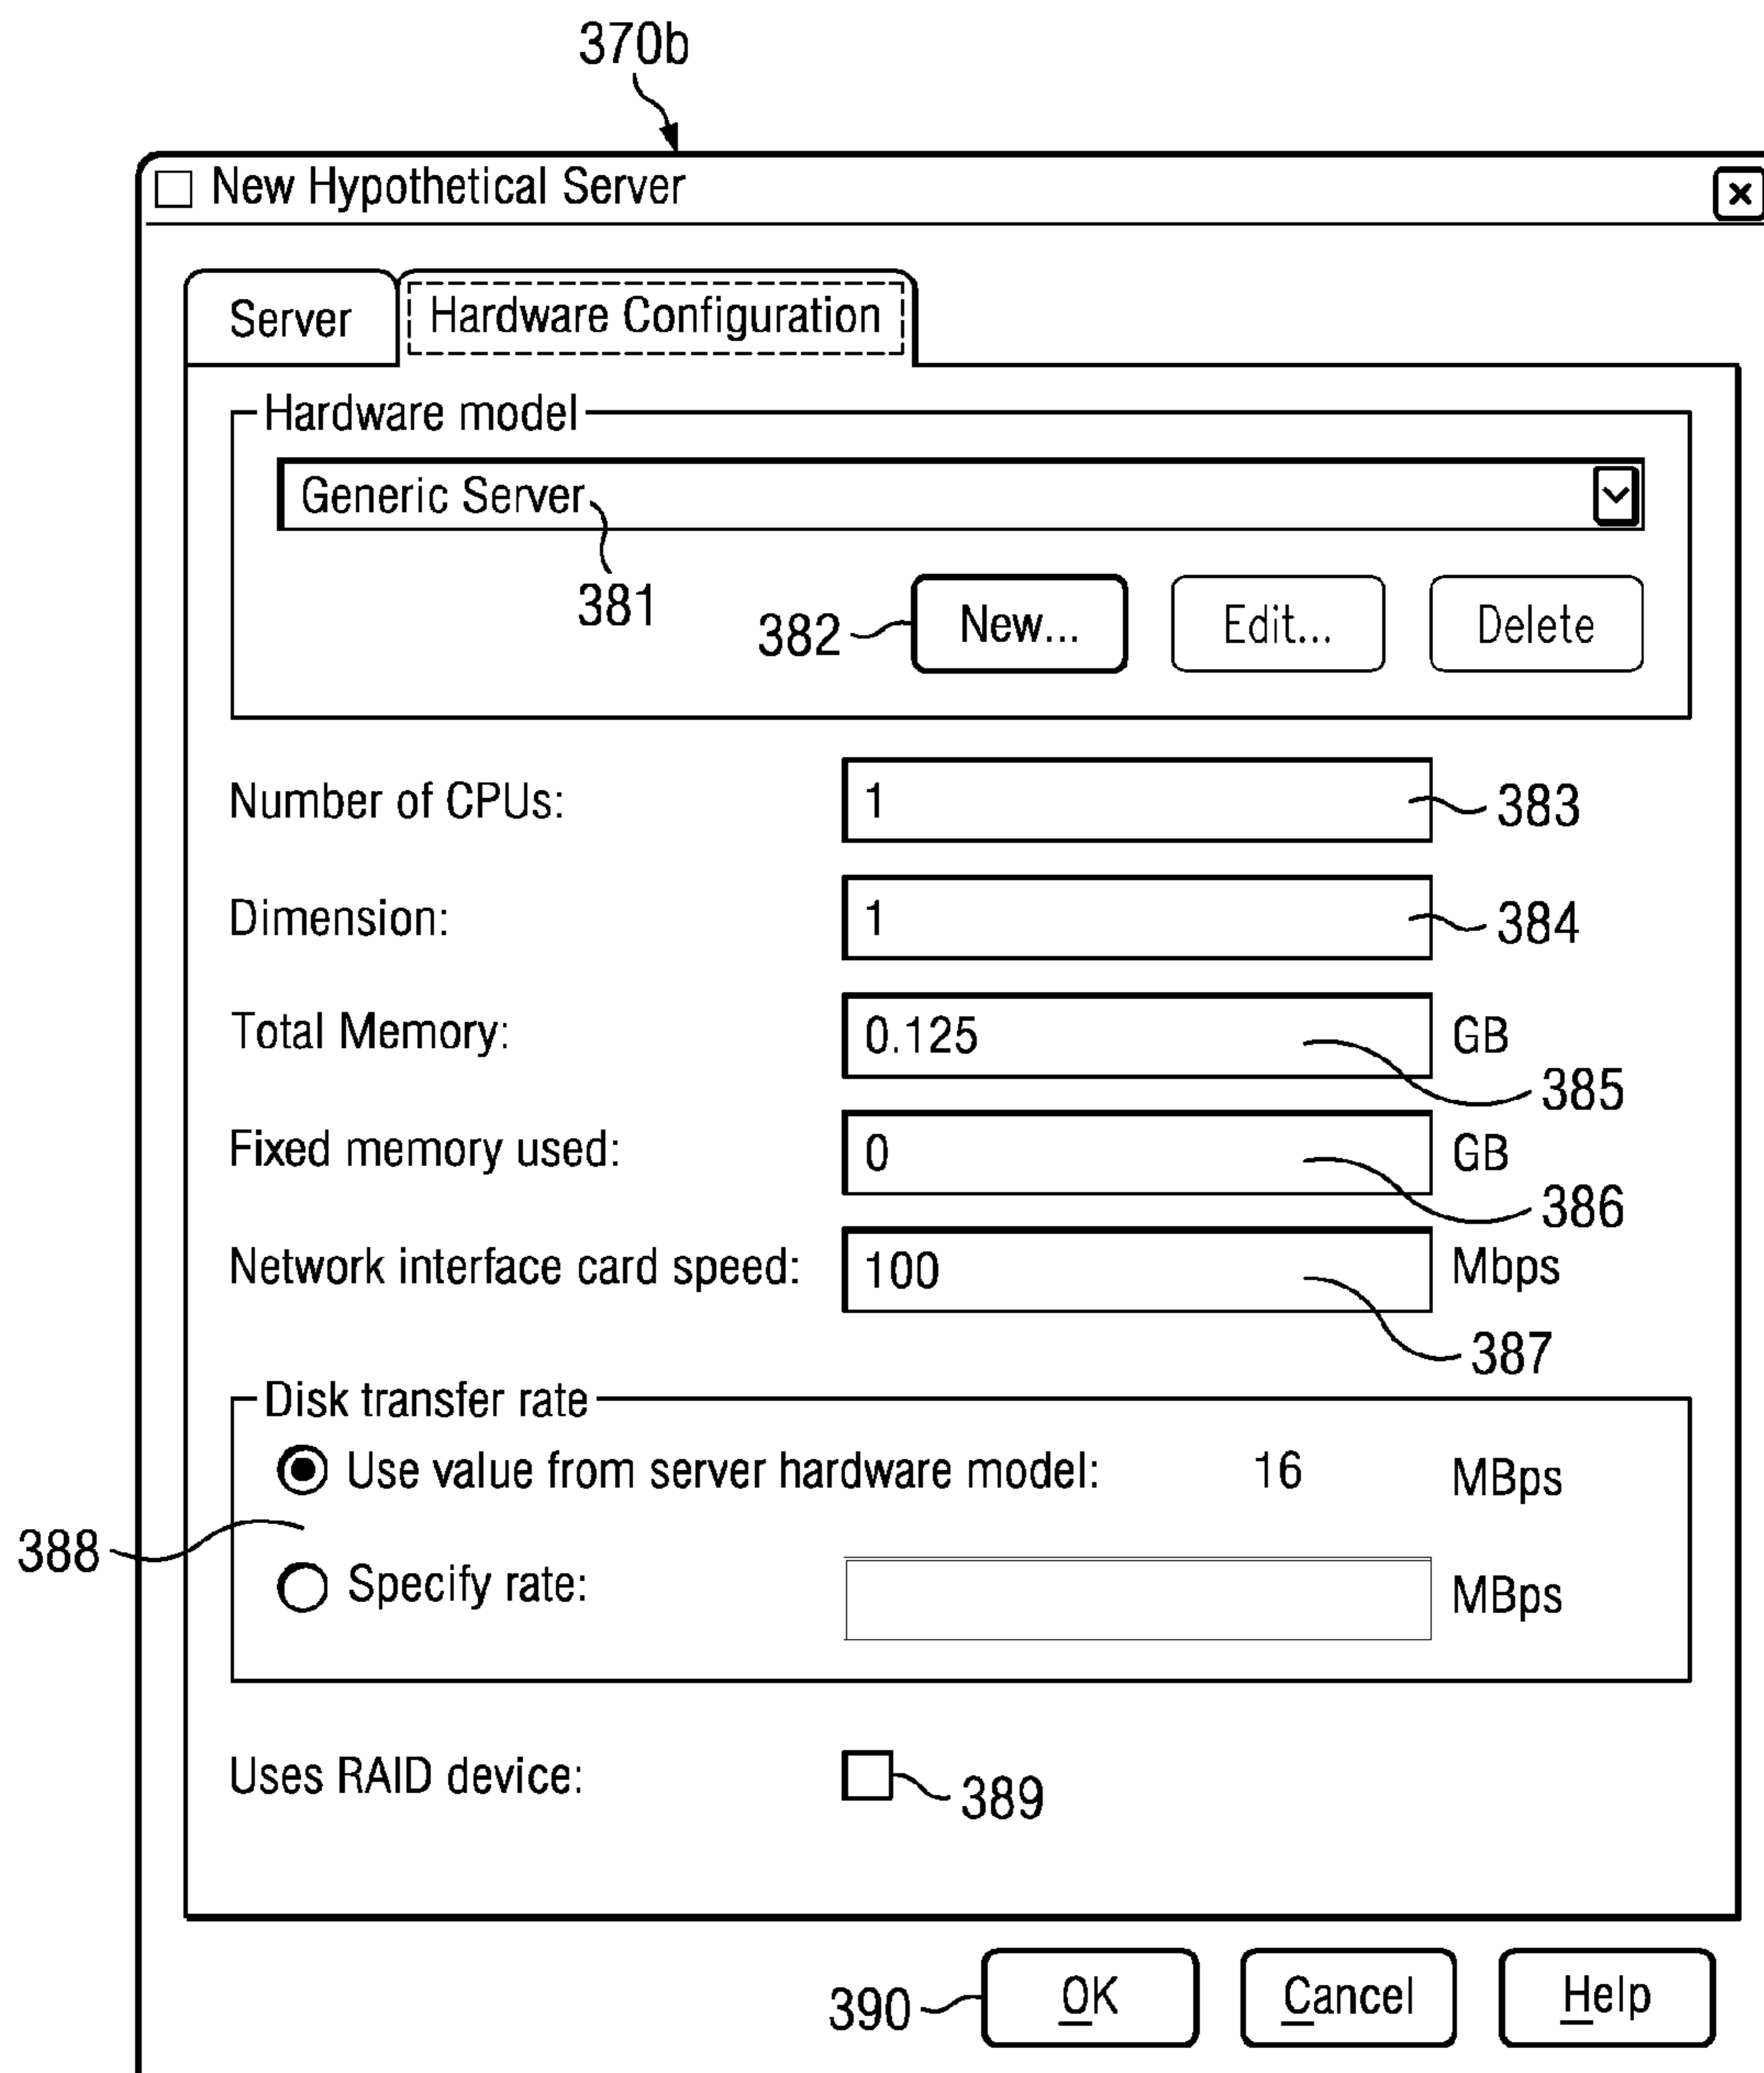 370b
New Hypothetical Server
Server Hardware Configuration
Hardware model
Generic Server
381
382 New... Edit... Delete
Number of CPUs: 1 383
Dimension: 1 384
Total Memory: 0.125 GB
385
Fixed memory used: 0 GB
386
Network interface card speed: 100 Mbps
387
Disk transfer rate
Use value from server hardware model: 16 MBps
388
Specify rate: MBps
Uses RAID device: 389
390 OK Cancel Help